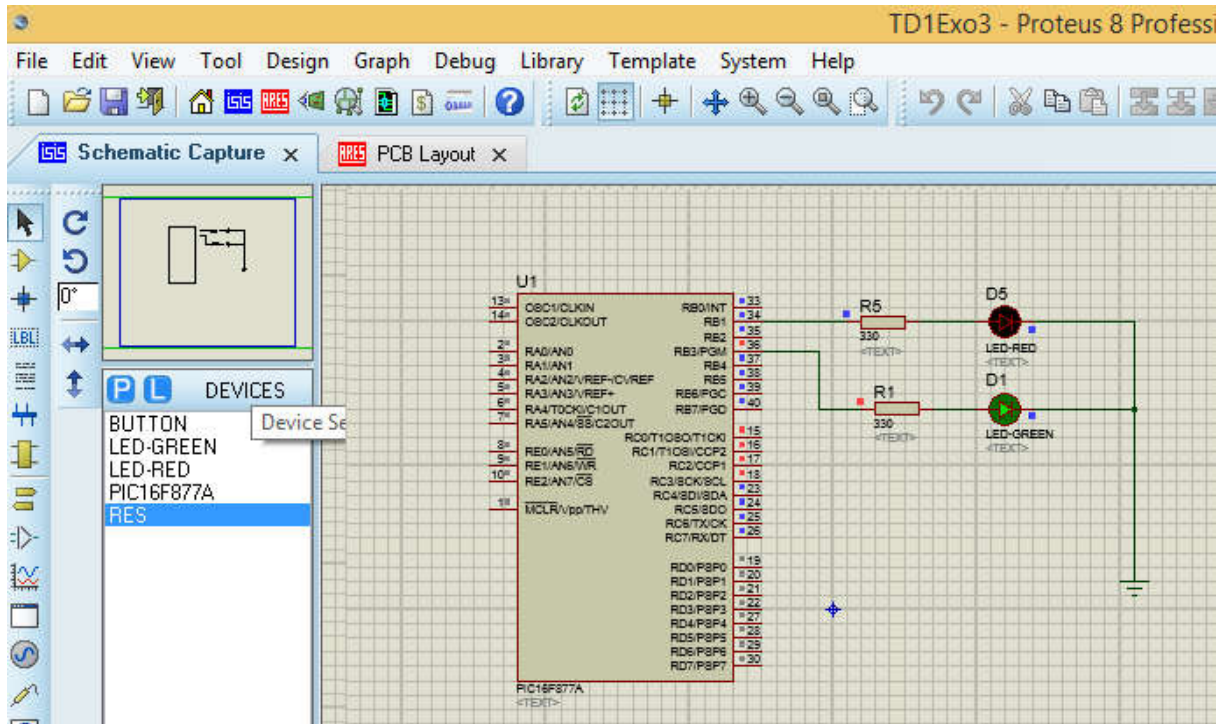 TD1Exo3 - Proteus 8 Professi
File Edit View Tool Design Graph Debug Library Template System Help
isis ARES $
isis Schematic Capture x ARES PCB Layout x
0°
LBL
P L DEVICES
Device Se
BUTTON
LED-GREEN
LED-RED
PIC16F877A
RES
U1
13 OSC1/CLKIN
14 OSC2/CLKOUT
2 RA0/AN0
3 RA1/AN1
4 RA2/AN2/VREF-/CVREF
5 RA3/AN3/VREF+
6 RA4/T0CKI/C1OUT
7 RA5/AN4/SS/C2OUT
8 RE0/AN5/RD
9 RE1/AN6/WR
10 RE2/AN7/CS
1 MCLR/Vpp/THV
RB0/INT 33
RB1 34
RB2 35
RB3/PGM 36
RB4 37
RB5 38
RB6/PGC 39
RB7/PGD 40
RC0/T1OSO/T1CKI 15
RC1/T1OSI/CCP2 16
RC2/CCP1 17
RC3/SCK/SCL 18
RC4/SDI/SDA 23
RC5/SDO 24
RC6/TX/CK 25
RC7/RX/DT 26
RD0/PSP0 19
RD1/PSP1 20
RD2/PSP2 21
RD3/PSP3 22
RD4/PSP4 27
RD5/PSP5 28
RD6/PSP6 29
RD7/PSP7 30
PIC16F877A
<TEXT>
R5
330
<TEXT>
D5
LED-RED
<TEXT>
R1
330
<TEXT>
D1
LED-GREEN
<TEXT>